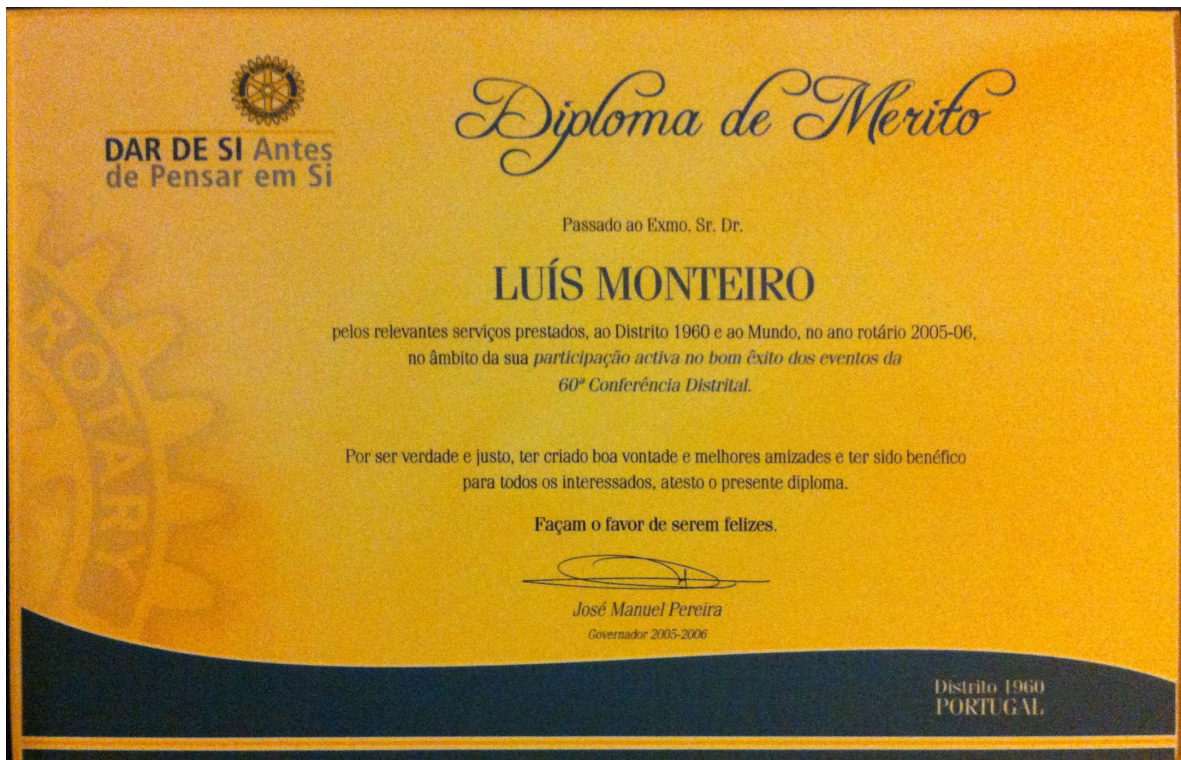 DAR DE SI Antes
de Pensar em Si
Diploma de Mérito
Passado ao Exmo. Sr. Dr.
LUÍS MONTEIRO
pelos relevantes serviços prestados, ao Distrito 1960 e ao Mundo, no ano rotário 2005-06,
no âmbito da sua participação activa no bom êxito dos eventos da
60ª Conferência Distrital.
Por ser verdade e justo, ter criado boa vontade e melhores amizades e ter sido benéfico
para todos os interessados, atesto o presente diploma.
Façam o favor de serem felizes.
José Manuel Pereira
Governador 2005-2006
ROTARY
Distrito 1960
PORTUGAL